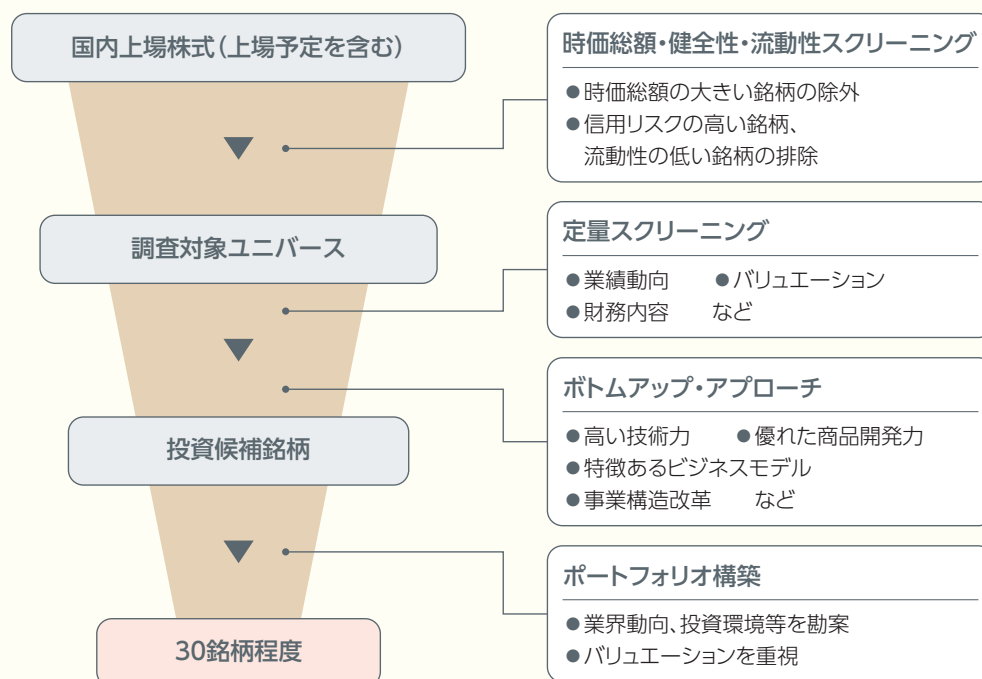 国内上場株式(上場予定を含む)
時価総額・健全性・流動性スクリーニング
●時価総額の大きい銘柄の除外
●信用リスクの高い銘柄、
流動性の低い銘柄の排除
調査対象ユニバース
定量スクリーニング
●業績動向 ●バリュエーション
●財務内容 など
ボトムアップ・アプローチ
●高い技術力 ●優れた商品開発力
●特徴あるビジネスモデル
●事業構造改革 など
投資候補銘柄
ポートフォリオ構築
●業界動向、投資環境等を勘案
●バリュエーションを重視
30銘柄程度